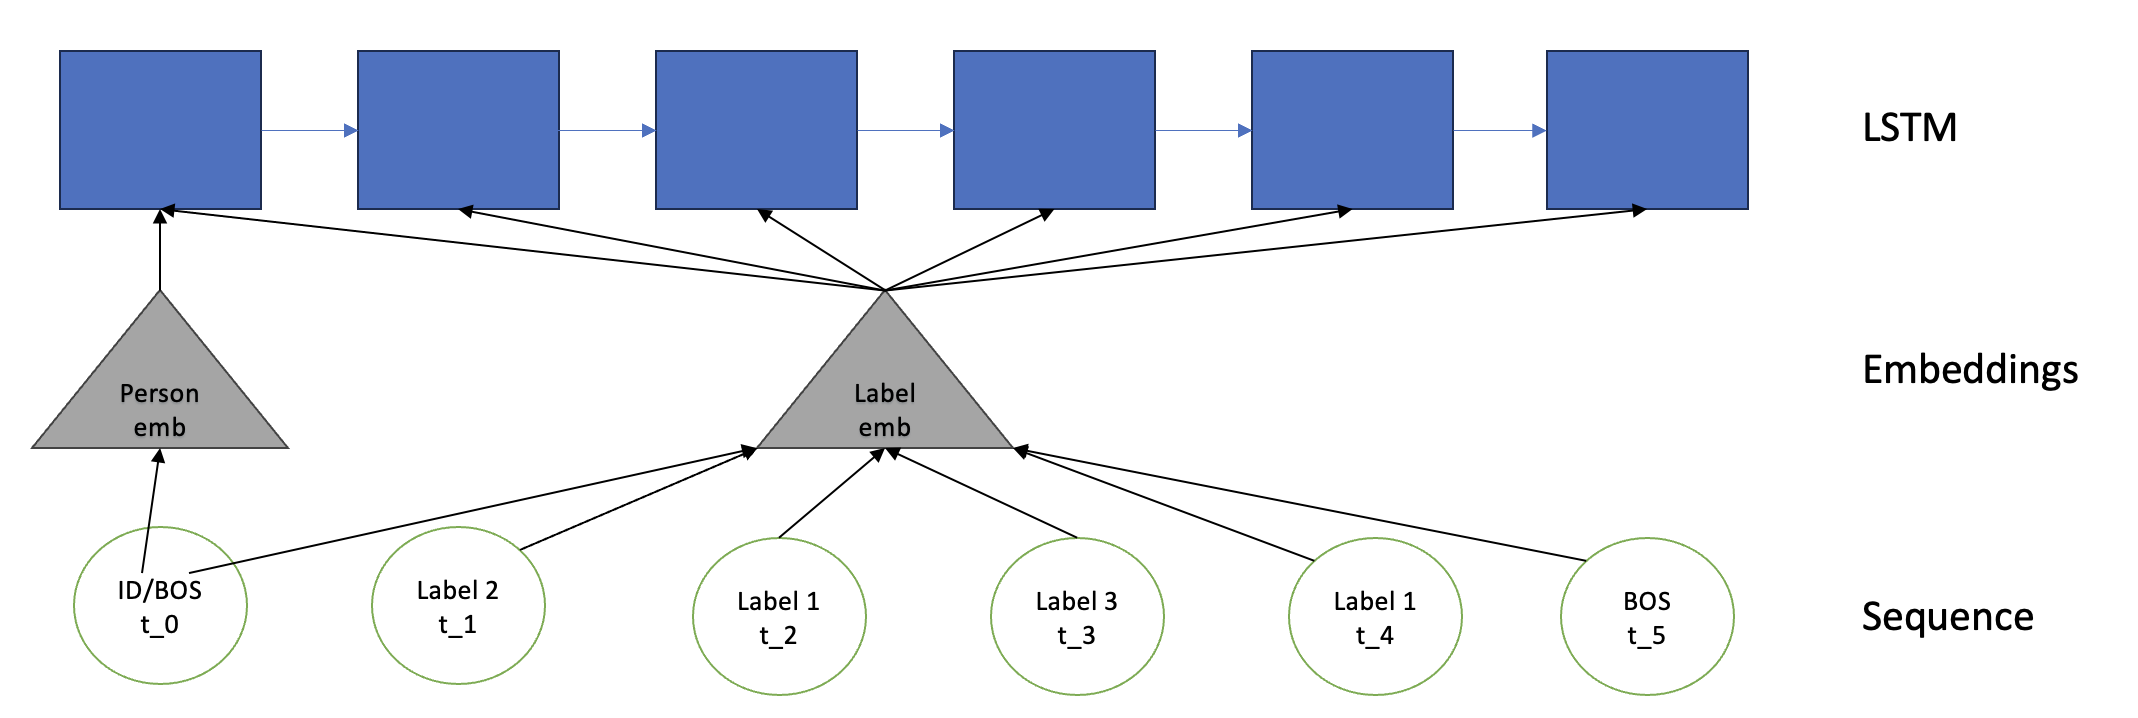 LSTM
Person
emb
Label
emb
Embeddings
ID/BOS
t_0
Label 2
t_1
Label 1
t_2
Label 3
t_3
Label 1
t_4
BOS
t_5
Sequence